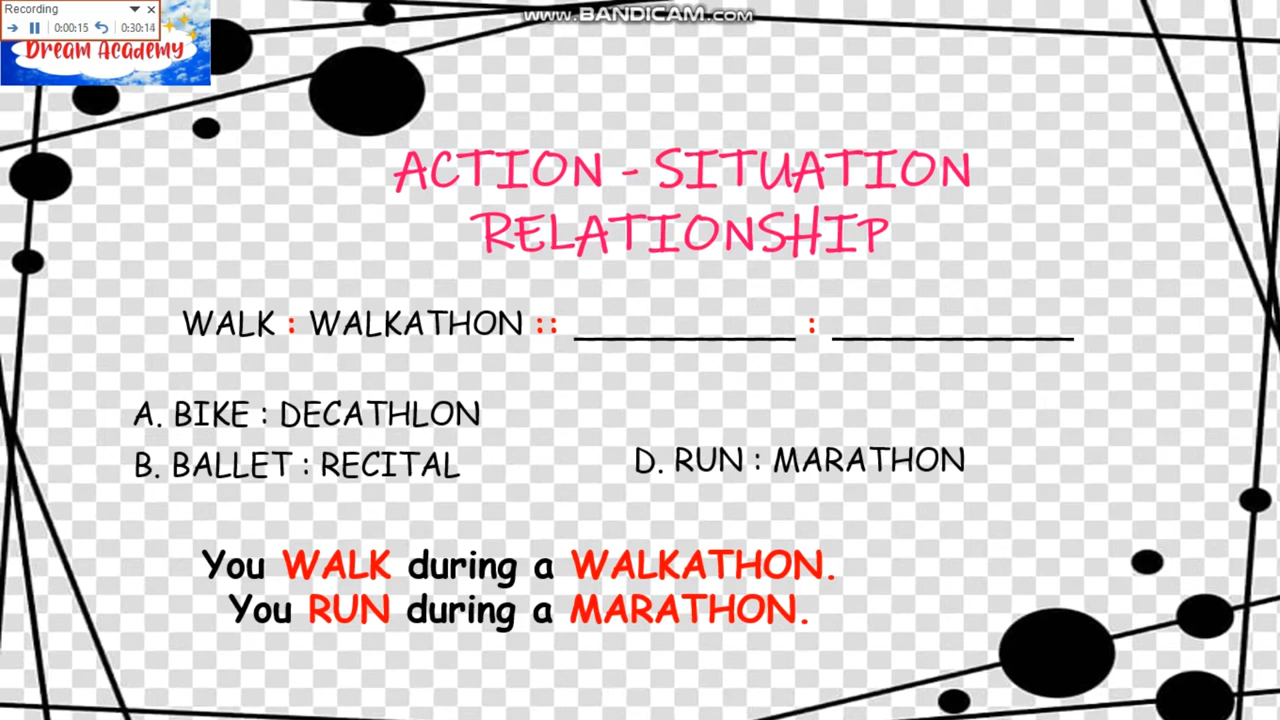 Recording
0:00:15 0:30:14
Dream Academy
www.BANDICAM.com
ACTION - SITUATION
RELATIONSHIP
WALK : WALKATHON :: ____________ : _____________
A. BIKE : DECATHLON
B. BALLET : RECITAL
D. RUN : MARATHON
You WALK during a WALKATHON.
You RUN during a MARATHON.